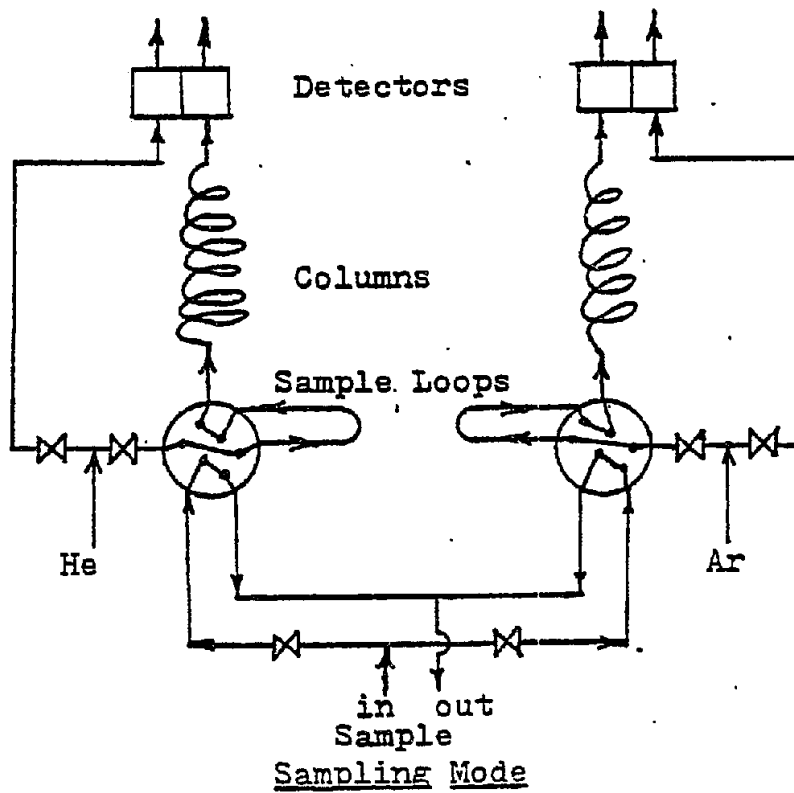 Detectors
Columns
Sample Loops
He
Ar
in out
Sample
Sampling Mode